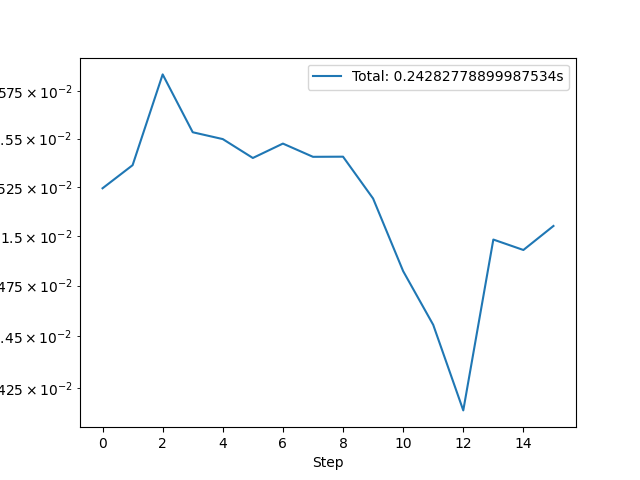 Total: 0.24282778899987534s
575 × 10⁻²
.55 × 10⁻²
525 × 10⁻²
1.5 × 10⁻²
475 × 10⁻²
.45 × 10⁻²
425 × 10⁻²
0 2 4 6 8 10 12 14
Step